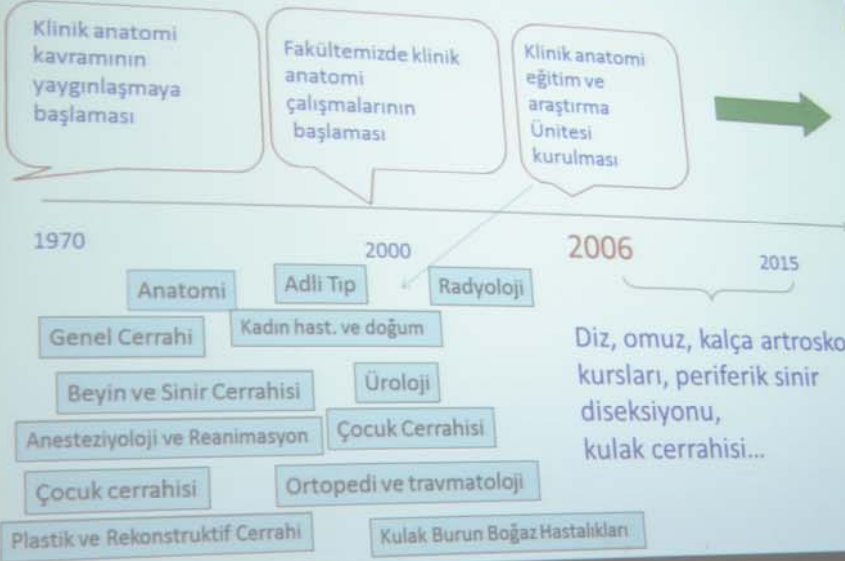 Klinik anatomi
kavramının
yaygınlaşmaya
başlaması
Fakültemizde klinik
anatomi
çalışmalarının
başlaması
Klinik anatomi
eğitim ve
araştırma
Ünitesi
kurulması
1970
2000
2006
2015
Anatomi
Adli Tıp
Radyoloji
Genel Cerrahi
Kadın hast. ve doğum
Beyin ve Sinir Cerrahisi
Üroloji
Anesteziyoloji ve Reanimasyon
Çocuk Cerrahisi
Çocuk cerrahisi
Ortopedi ve travmatoloji
Plastik ve Rekonstruktif Cerrahi
Kulak Burun Boğaz Hastalıkları
Diz, omuz, kalça artrosko
kursları, periferik sinir
diseksiyonu,
kulak cerrahisi...